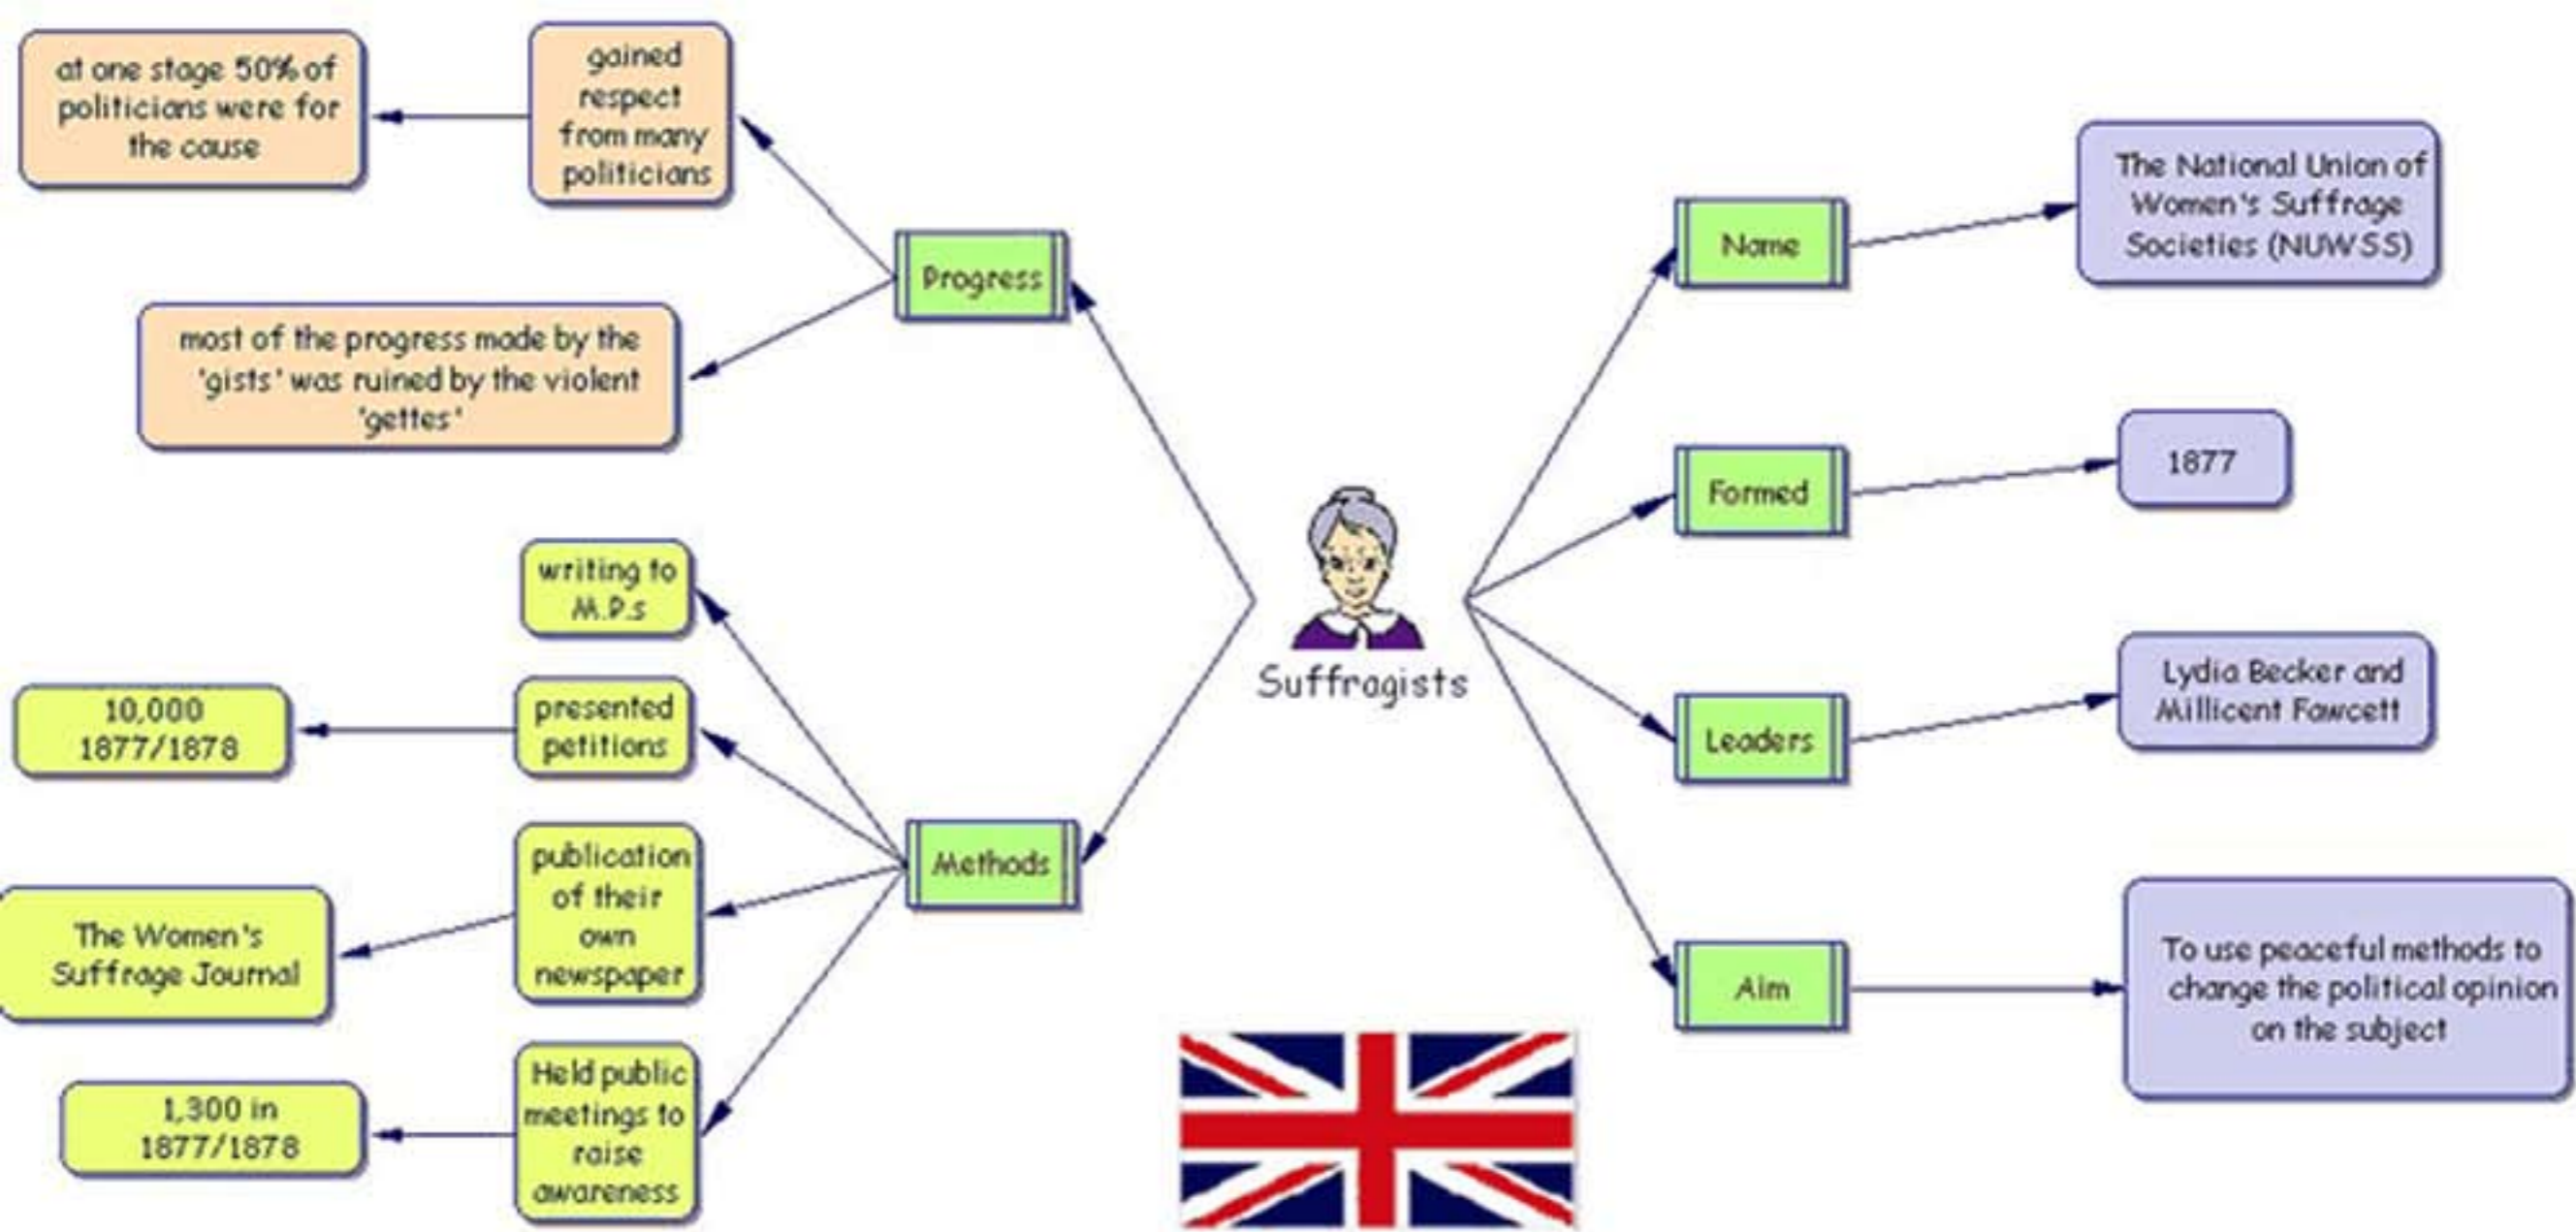 at one stage 50% of
politicians were for
the cause
gained
respect
from many
politicians
most of the progress made by the
'gists' was ruined by the violent
'gettes'
Progress
writing to
M.P.s
10,000
1877/1878
presented
petitions
The Women's
Suffrage Journal
publication
of their
own
newspaper
1,300 in
1877/1878
Held public
meetings to
raise
awareness
Methods
Suffragists
Name
The National Union of
Women's Suffrage
Societies (NUWSS)
Formed
1877
Leaders
Lydia Becker and
Millicent Fawcett
Aim
To use peaceful methods to
change the political opinion
on the subject